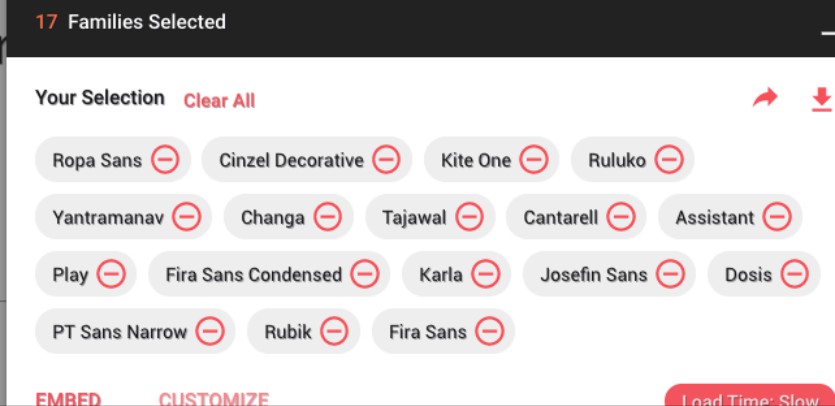 17 Families Selected
Your Selection Clear All
Ropa Sans Cinzel Decorative Kite One Ruluko
Yantramanav Changa Tajawal Cantarell Assistant
Play Fira Sans Condensed Karla Josefin Sans Dosis
PT Sans Narrow Rubik Fira Sans
EMBED CUSTOMIZE Load Time: Slow